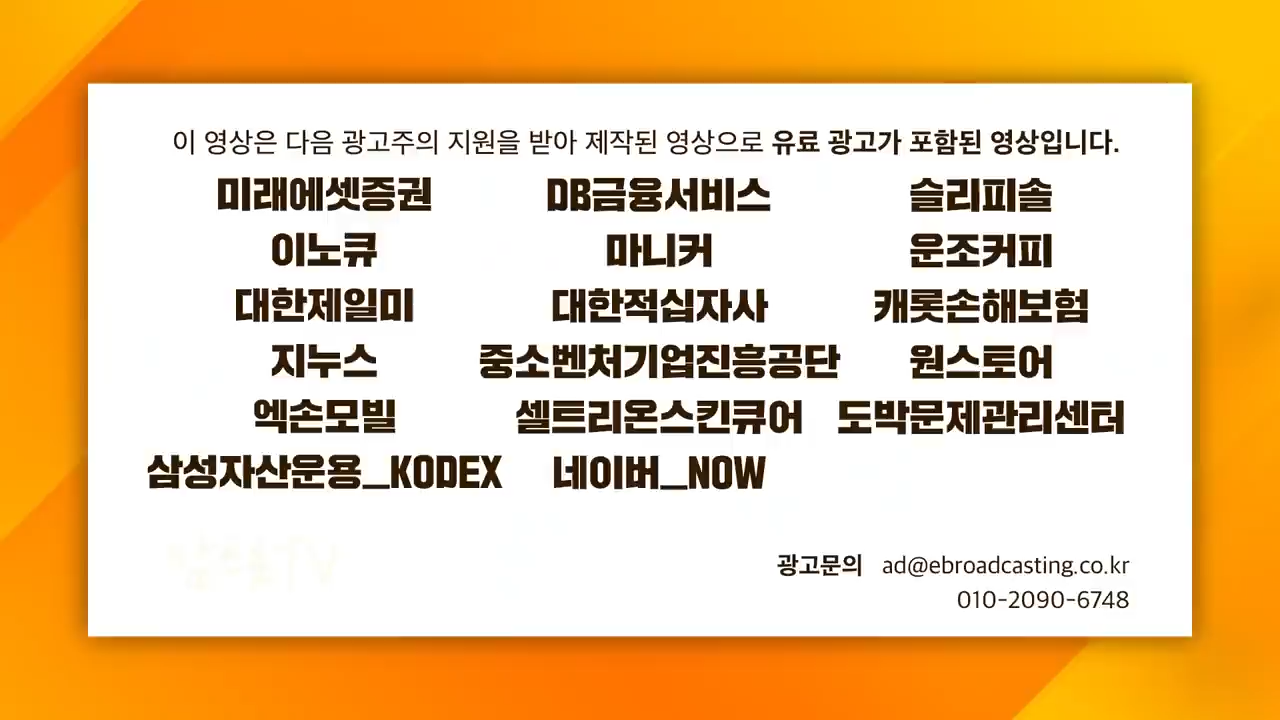 이 영상은 다음 광고주의 지원을 받아 제작된 영상으로 유료 광고가 포함된 영상입니다.
미래에셋증권 DB금융서비스 슬리피솔
이노큐 마니커 운조커피
대한제일미 대한적십자사 캐롯손해보험
지누스 중소벤처기업진흥공단 원스토어
엑손모빌 셀트리온스킨큐어 도박문제관리센터
삼성자산운용_KODEX 네이버_NOW
광고문의 ad@ebroadcasting.co.kr
010-2090-6748